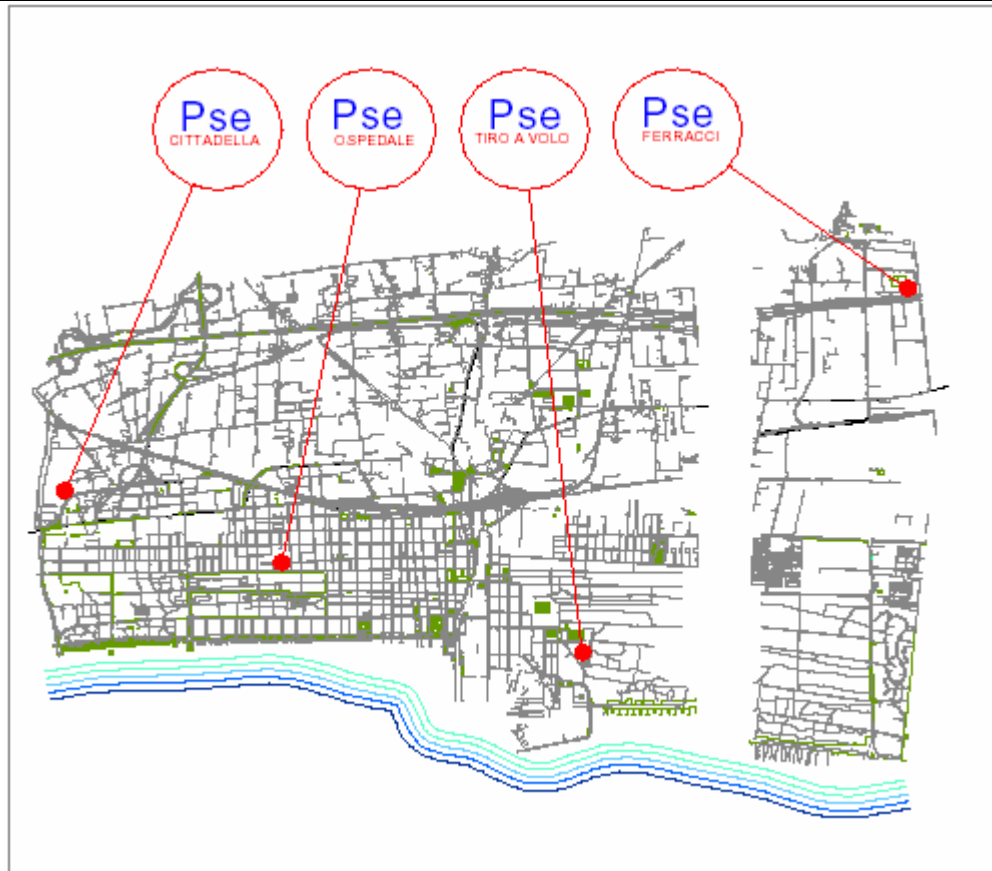 Pse
CITTADELLA
Pse
OSPEDALE
Pse
TIRO A VOLO
Pse
FERRACCI